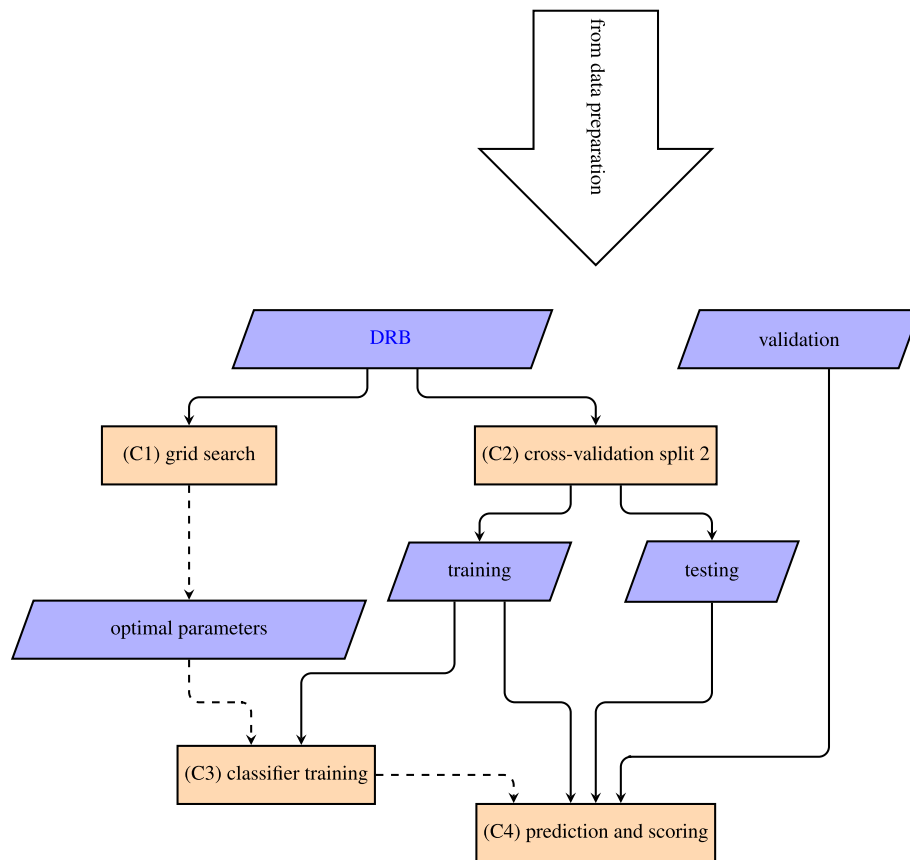 from data preparation
DRB
validation
(C1) grid search
(C2) cross-validation split 2
training
testing
optimal parameters
(C3) classifier training
(C4) prediction and scoring